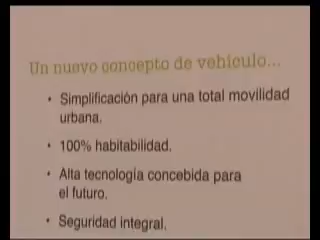 Un nuevo concepto de vehículo...
• Simplificación para una total movilidad
urbana.
• 100% habitabilidad.
• Alta tecnología concebida para
el futuro.
• Seguridad integral.